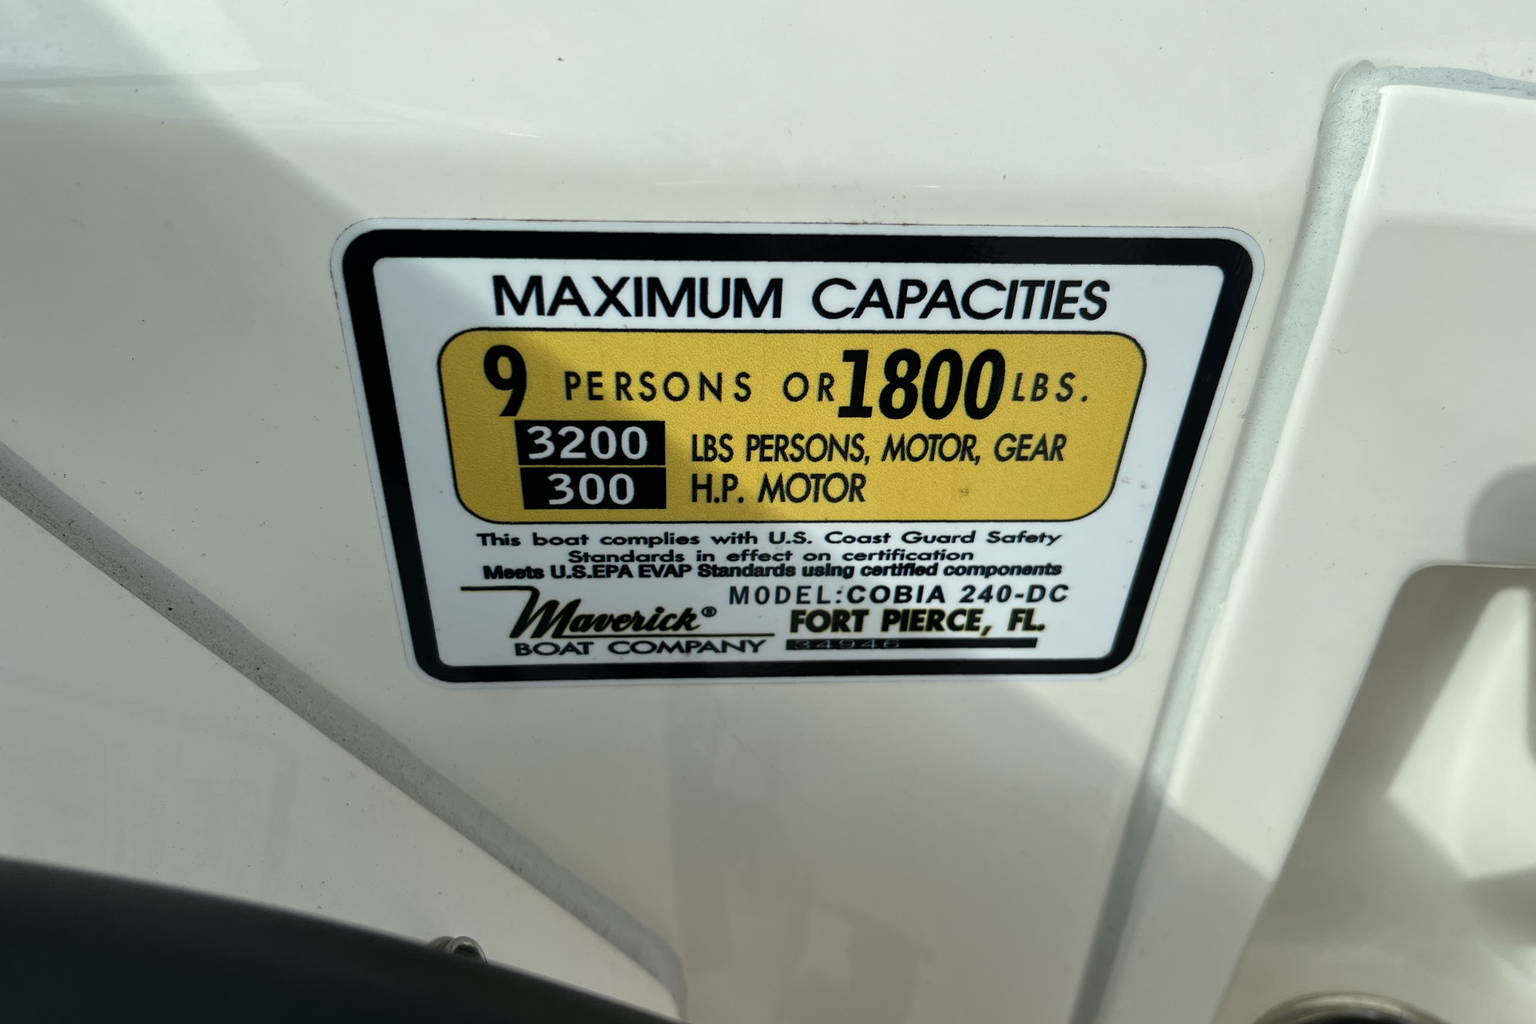 MAXIMUM CAPACITIES
9 PERSONS OR 1800 LBS.
3200 LBS PERSONS, MOTOR, GEAR
300 H.P. MOTOR
This boat complies with U.S. Coast Guard Safety
Standards in effect on certification
Meets U.S.EPA EVAP Standards using certified components
MODEL:COBIA 240-DC
Maverick®
BOAT COMPANY
FORT PIERCE, FL.
34946